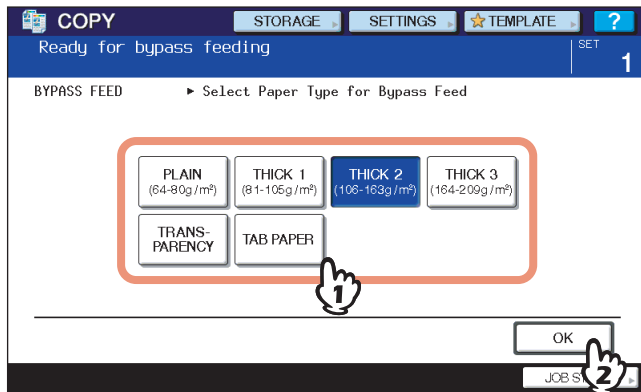 COPY STORAGE SETTINGS TEMPLATE ?
Ready for bypass feeding SET
1
BYPASS FEED ► Select Paper Type for Bypass Feed
PLAIN THICK 1 THICK 2 THICK 3
(64-80g/m²) (81-105g/m²) (106-163g/m²) (164-209g/m²)
TRANS- TAB PAPER
PARENCY
1
OK
2
JOB